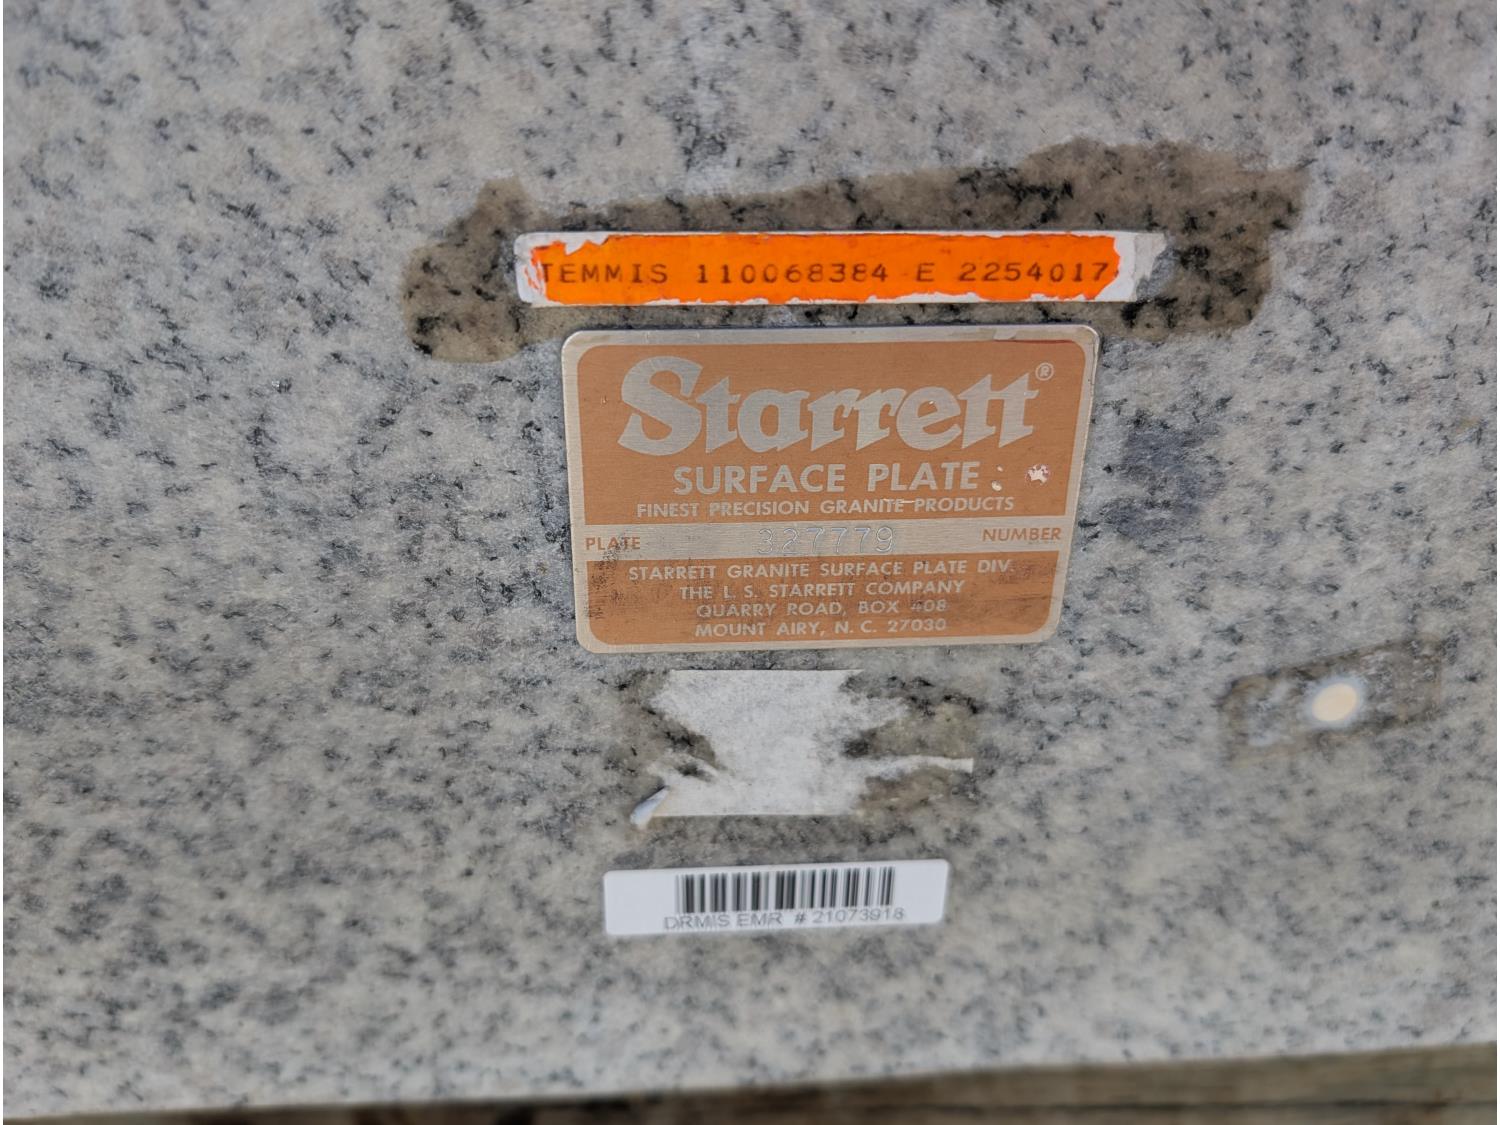 TEMMIS 110068384 E 2254017
Starrett®
SURFACE PLATE
FINEST PRECISION GRANITE PRODUCTS
PLATE 327779 NUMBER
STARRETT GRANITE SURFACE PLATE DIV.
THE L. S. STARRETT COMPANY
QUARRY ROAD, BOX 408
MOUNT AIRY, N. C. 27030
DRMIS EMR # 21073918